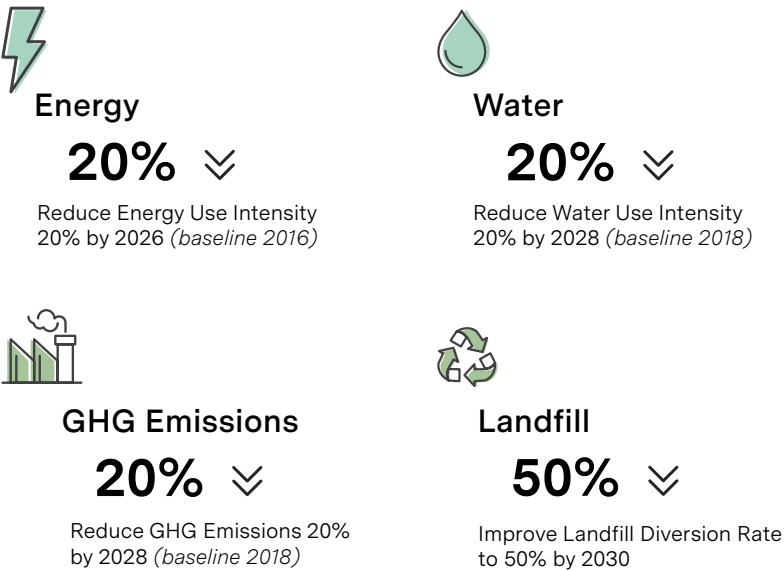 Energy
20%
Reduce Energy Use Intensity
20% by 2026 (baseline 2016)
Water
20%
Reduce Water Use Intensity
20% by 2028 (baseline 2018)
GHG Emissions
20%
Reduce GHG Emissions 20%
by 2028 (baseline 2018)
Landfill
50%
Improve Landfill Diversion Rate
to 50% by 2030